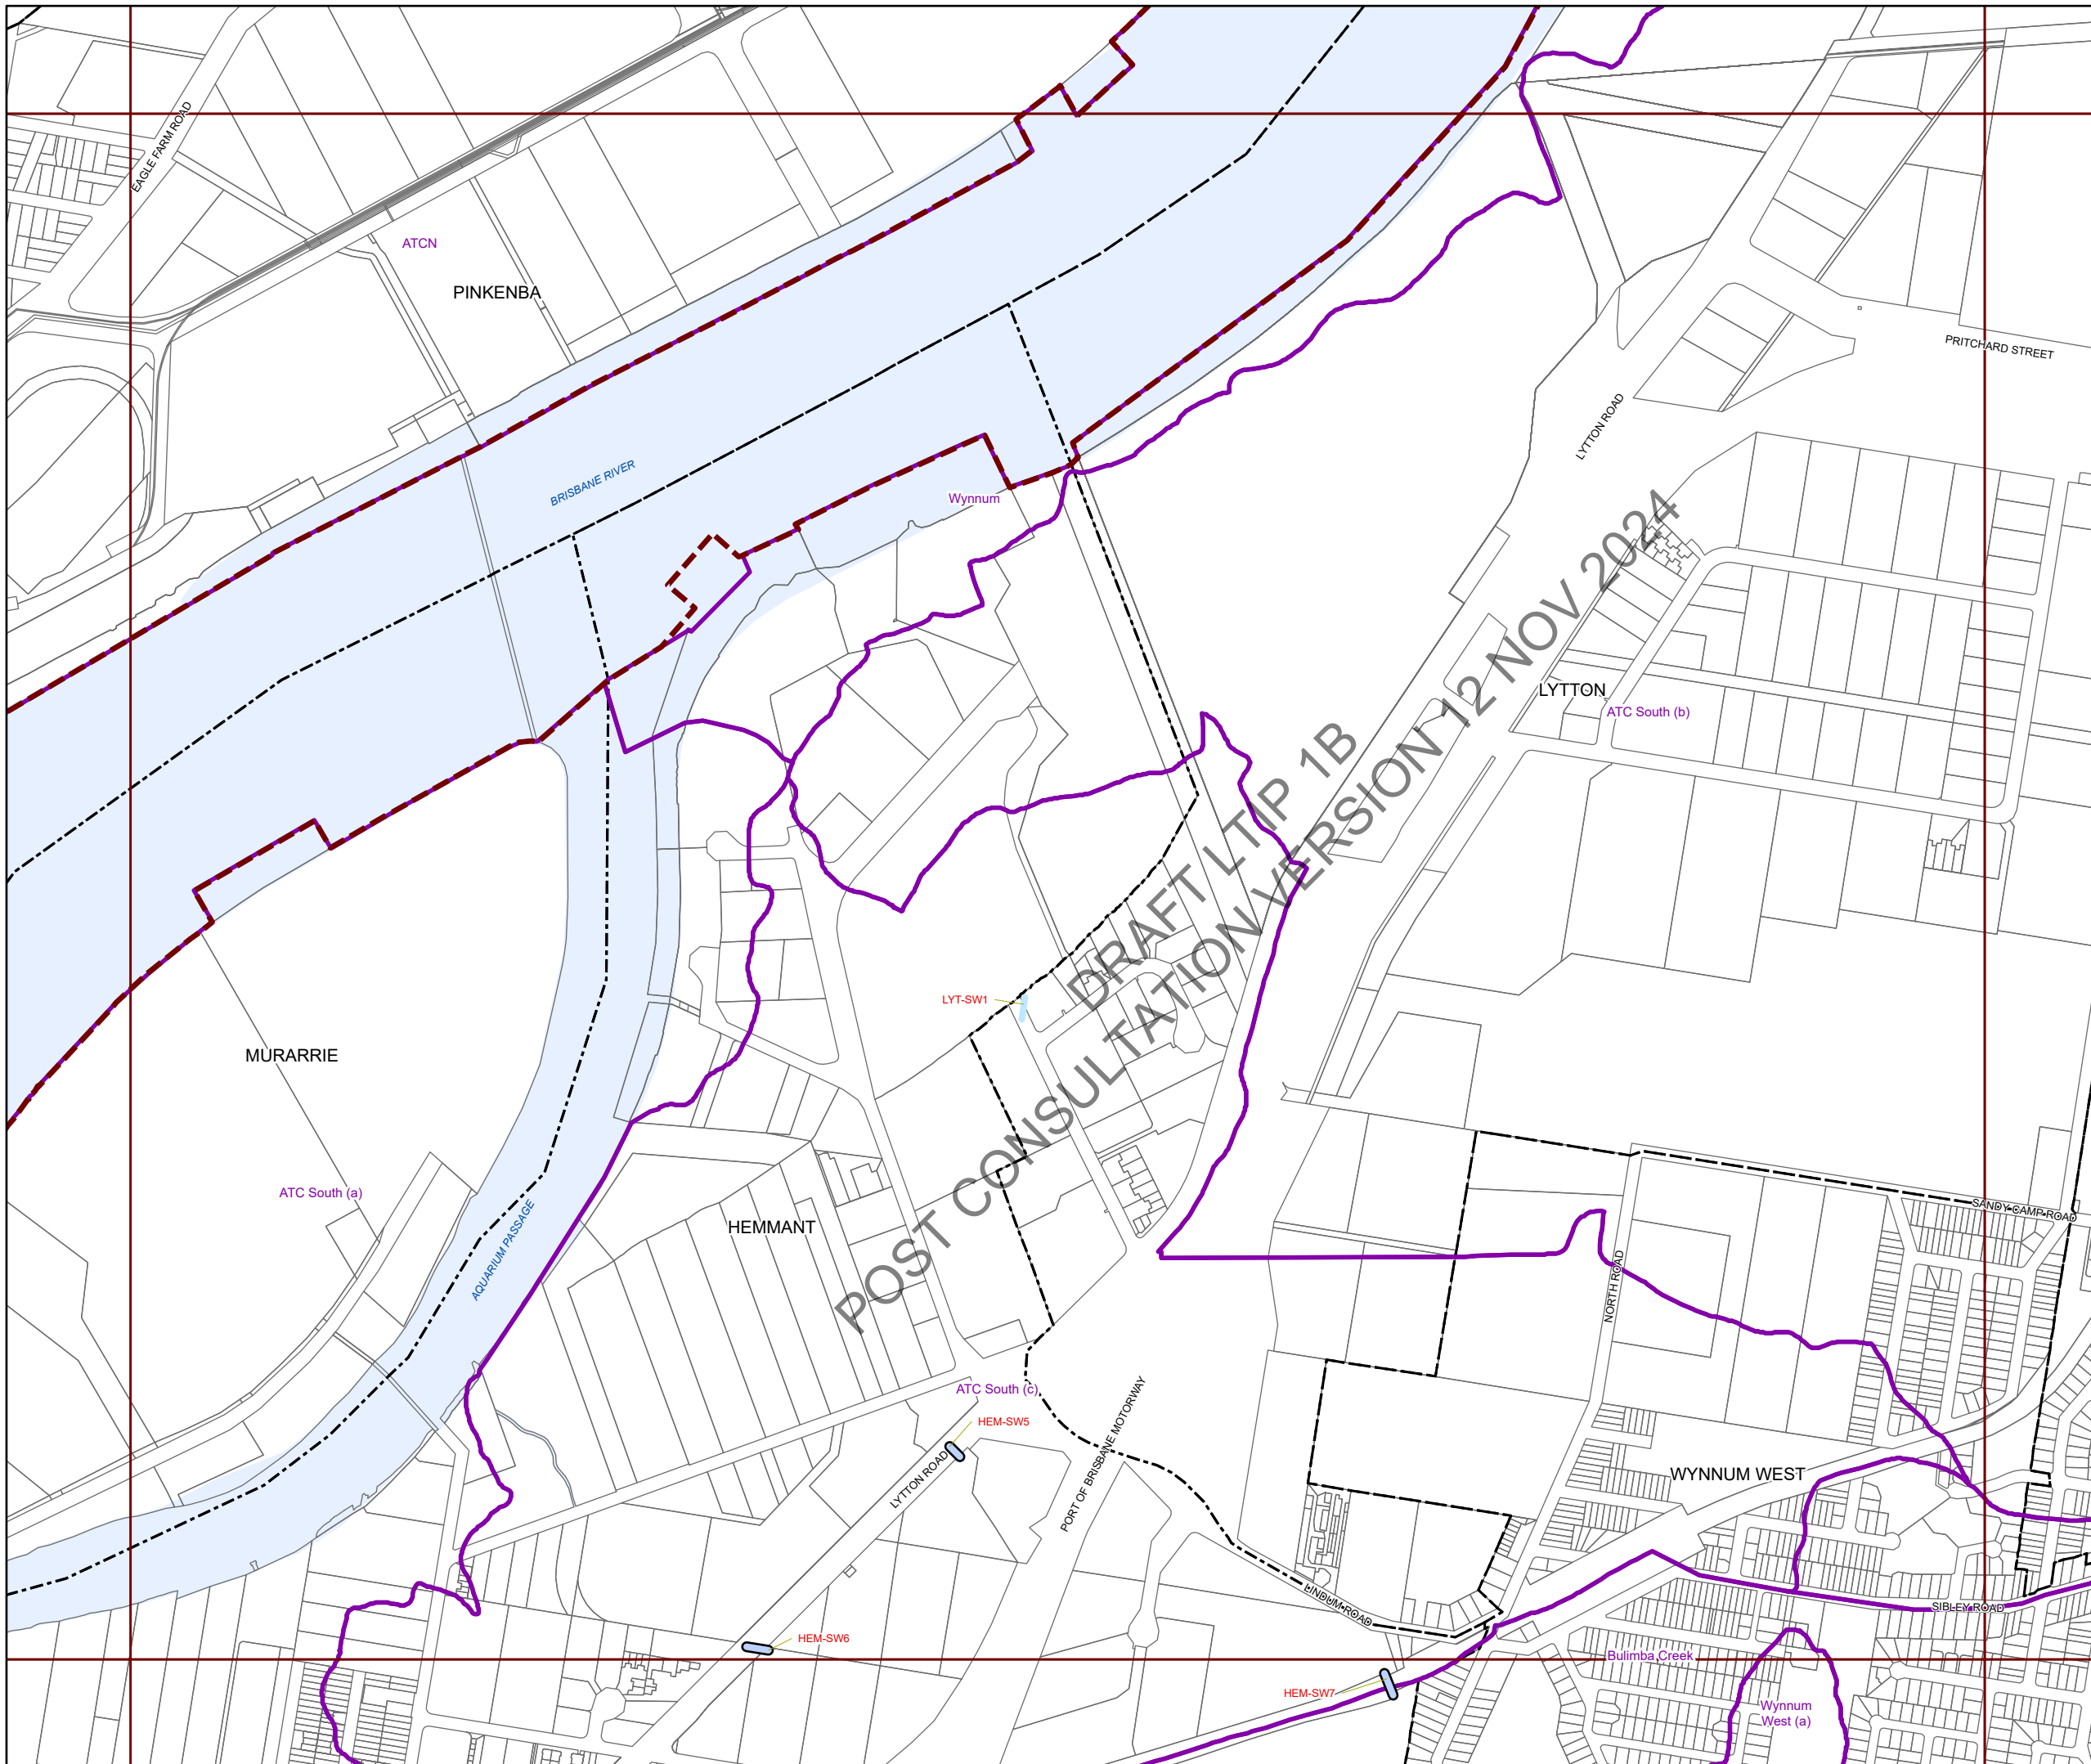 EAGLE FARM ROAD
ATCN
PINKENBA
PRITCHARD STREET
LYTTON ROAD
BRISBANE RIVER
Wynnum
LYTTON
ATC South (b)
DRAFT LTIP 1B
POST CONSULTATION VERSION 12 NOV 2024
LYT-SW1
MURARRIE
ATC South (a)
AQUARIUM PASSAGE
HEMMANT
SANDY CAMP ROAD
NORTH ROAD
ATC South (c)
HEM-SW5
PORT OF BRISBANE MOTORWAY
LYTTON ROAD
WYNNUM WEST
LINDUM ROAD
SIBLEY ROAD
HEM-SW6
Bulimba Creek
HEM-SW7
Wynnum
West (a)